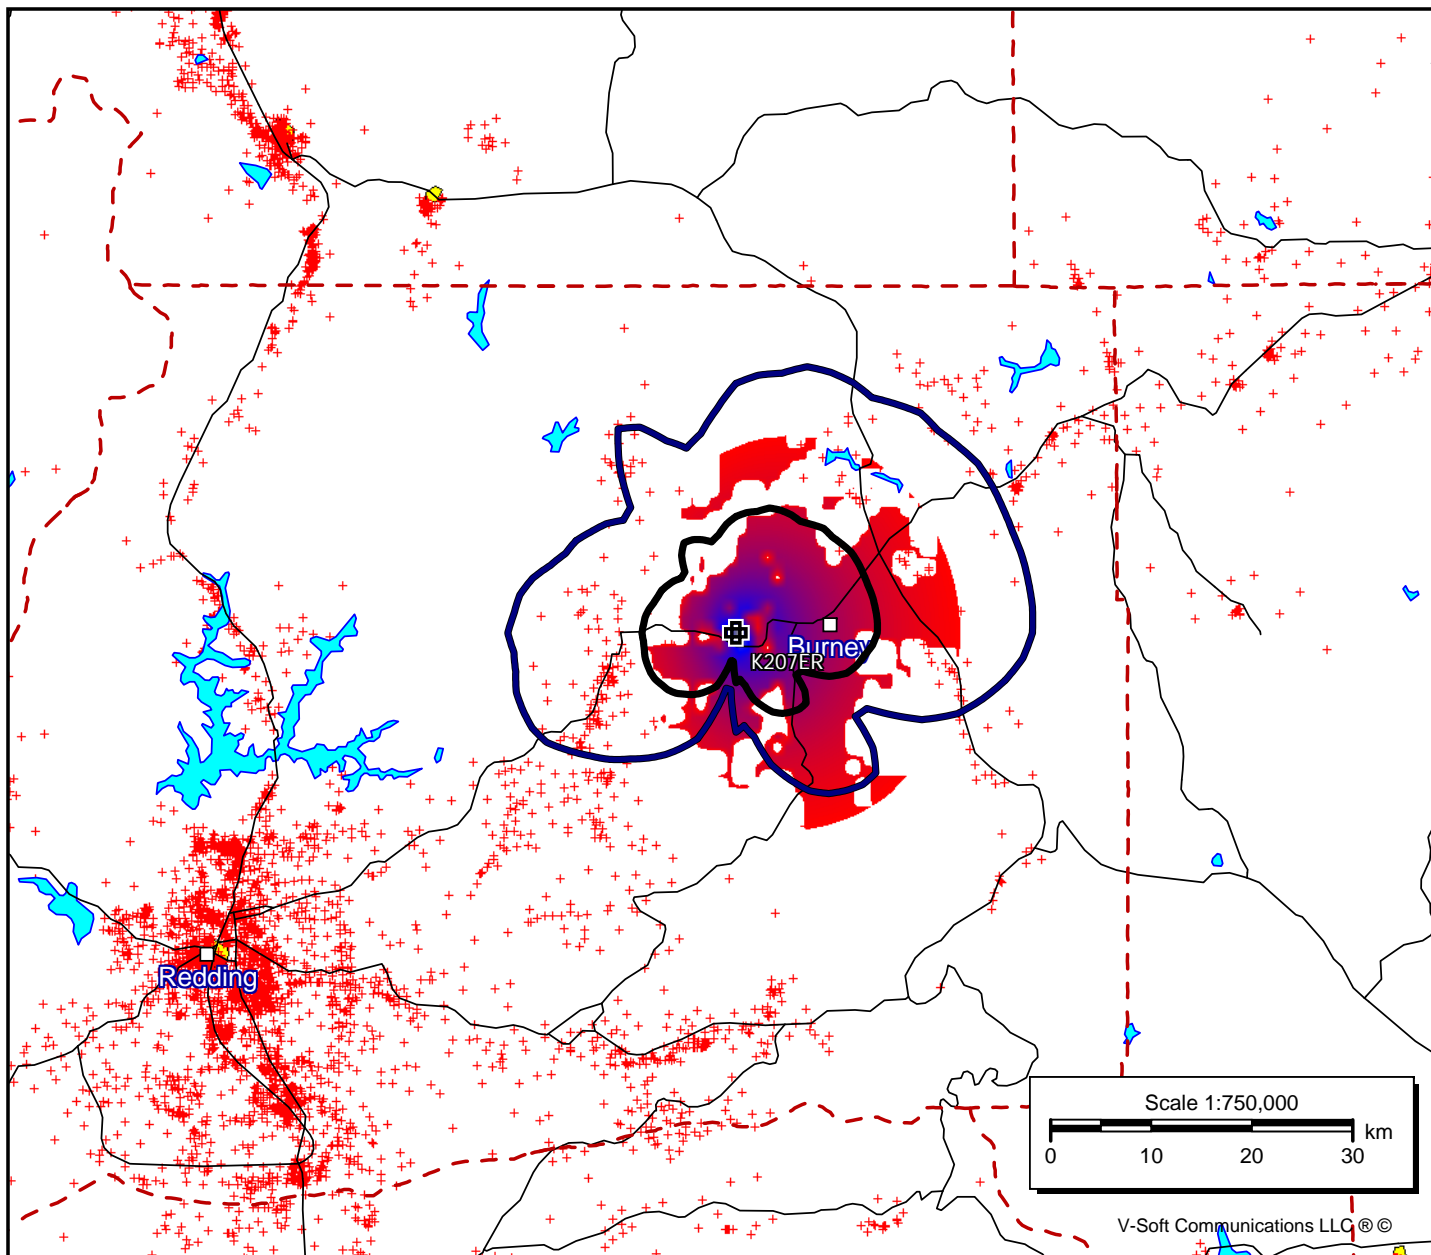 Burney
K207ER
Redding
Scale 1:750,000
km
0 10 20 30
V-Soft Communications LLC ® ©